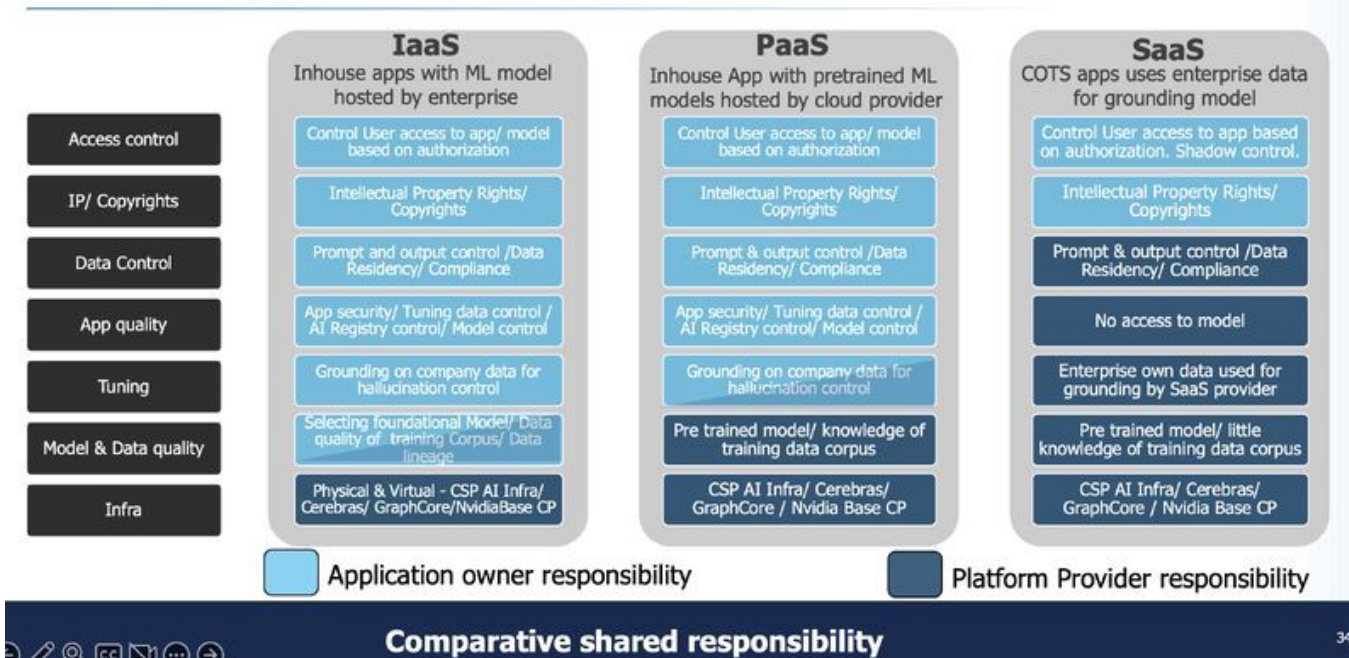 IaaS
Inhouse apps with ML model
hosted by enterprise
PaaS
Inhouse App with pretrained ML
models hosted by cloud provider
SaaS
COTS apps uses enterprise data
for grounding model
Access control
Control User access to app/ model
based on authorization
Control User access to app/ model
based on authorization
Control User access to app based
on authorization. Shadow control.
IP/ Copyrights
Intellectual Property Rights/
Copyrights
Intellectual Property Rights/
Copyrights
Intellectual Property Rights/
Copyrights
Data Control
Prompt and output control /Data
Residency/ Compliance
Prompt & output control /Data
Residency/ Compliance
Prompt & output control /Data
Residency/ Compliance
App quality
App security/ Tuning data control /
AI Registry control/ Model control
App security/ Tuning data control /
AI Registry control/ Model control
No access to model
Tuning
Grounding on company data for
hallucination control
Grounding on company data for
hallucination control
Enterprise own data used for
grounding by SaaS provider
Model & Data quality
Selecting foundational Model/ Data
quality of training Corpus/ Data
lineage
Pre trained model/ knowledge of
training data corpus
Pre trained model/ little
knowledge of training data corpus
Infra
Physical & Virtual - CSP AI Infra/
Cerebras/ GraphCore/NvidiaBase CP
CSP AI Infra/ Cerebras/
GraphCore / Nvidia Base CP
CSP AI Infra/ Cerebras/
GraphCore / Nvidia Base CP
Application owner responsibility
Platform Provider responsibility
Comparative shared responsibility
34
CC